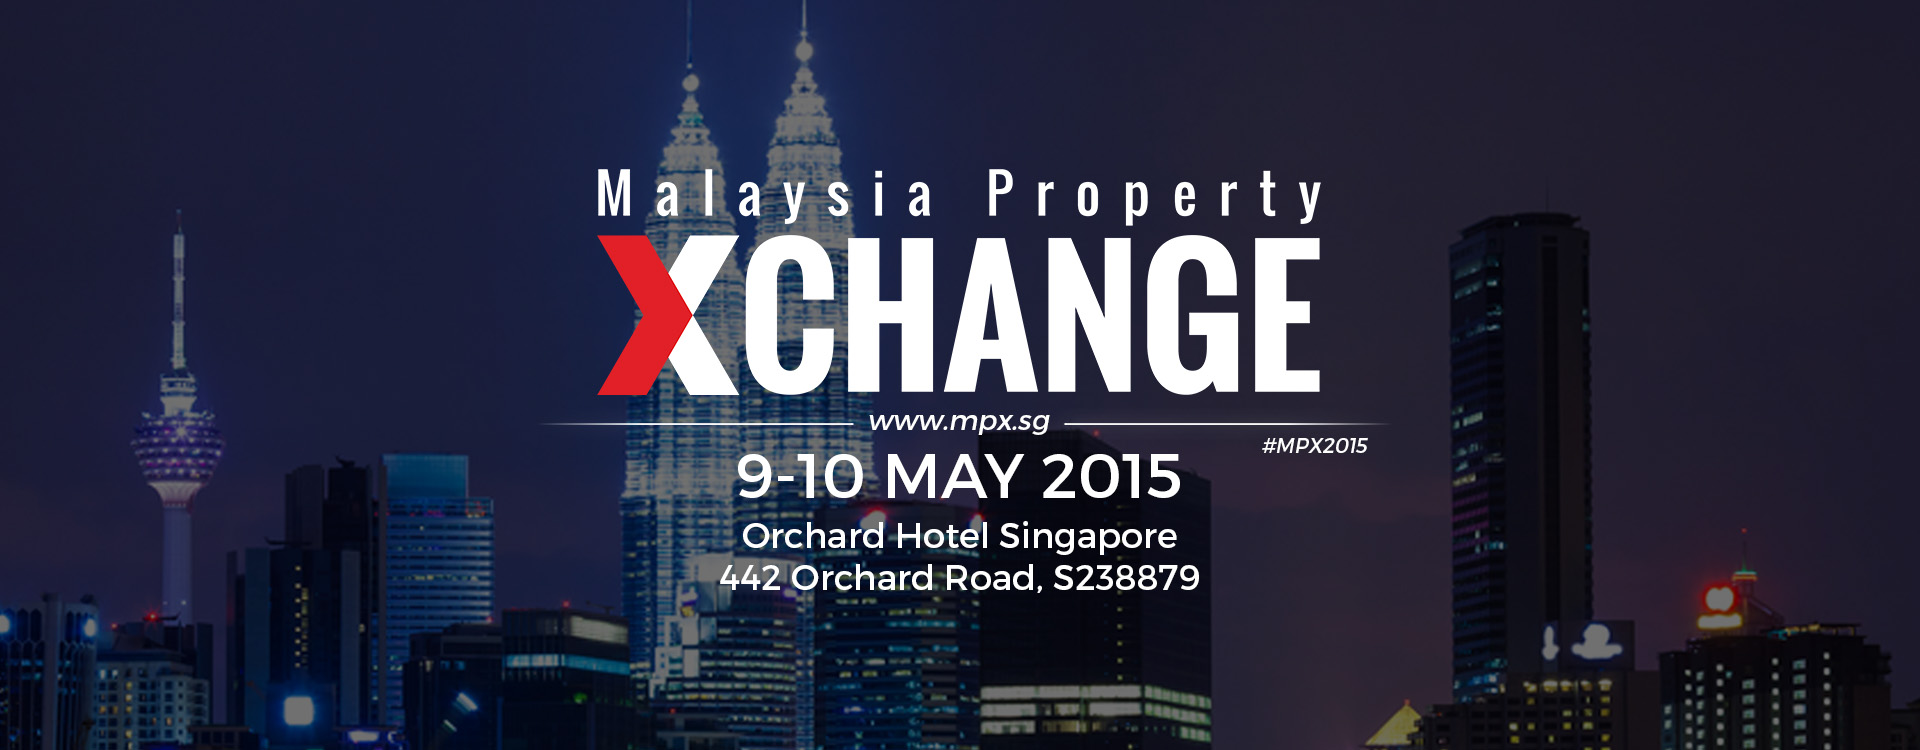 Malaysia Property
XCHANGE
www.mpx.sg
#MPX2015
9-10 MAY 2015
Orchard Hotel Singapore
442 Orchard Road, S238879